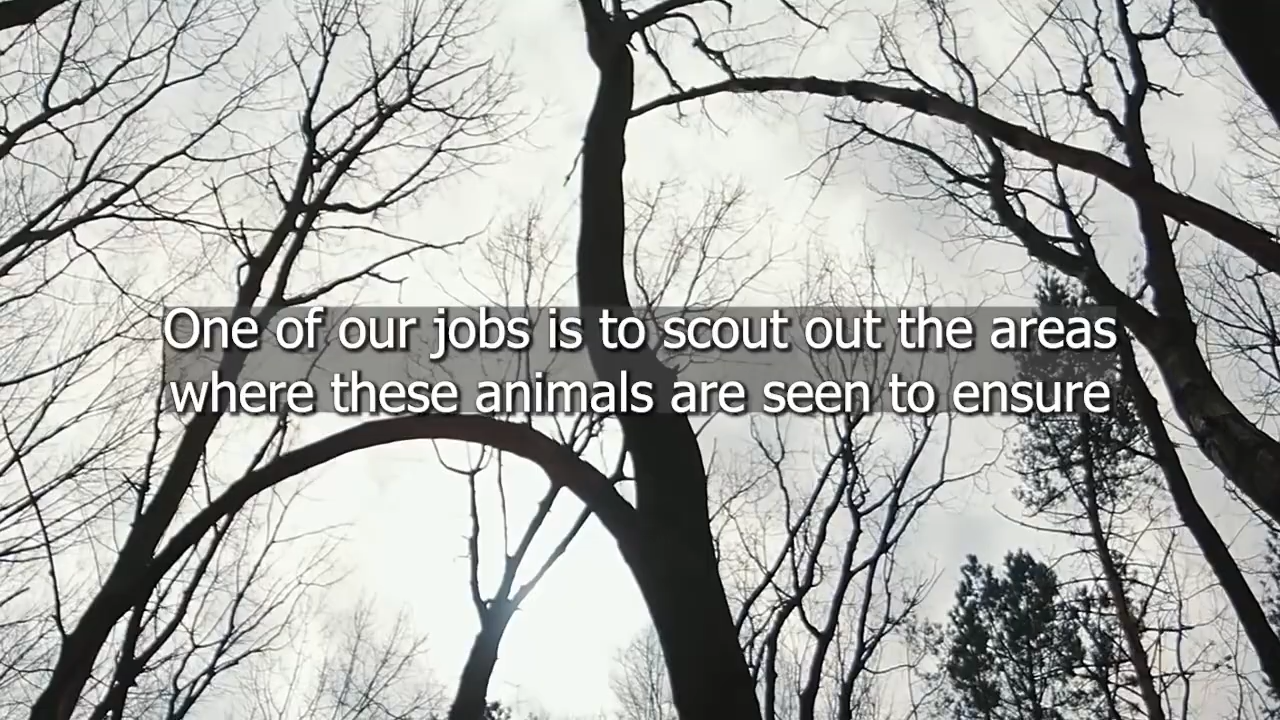 One of our jobs is to scout out the areas
where these animals are seen to ensure